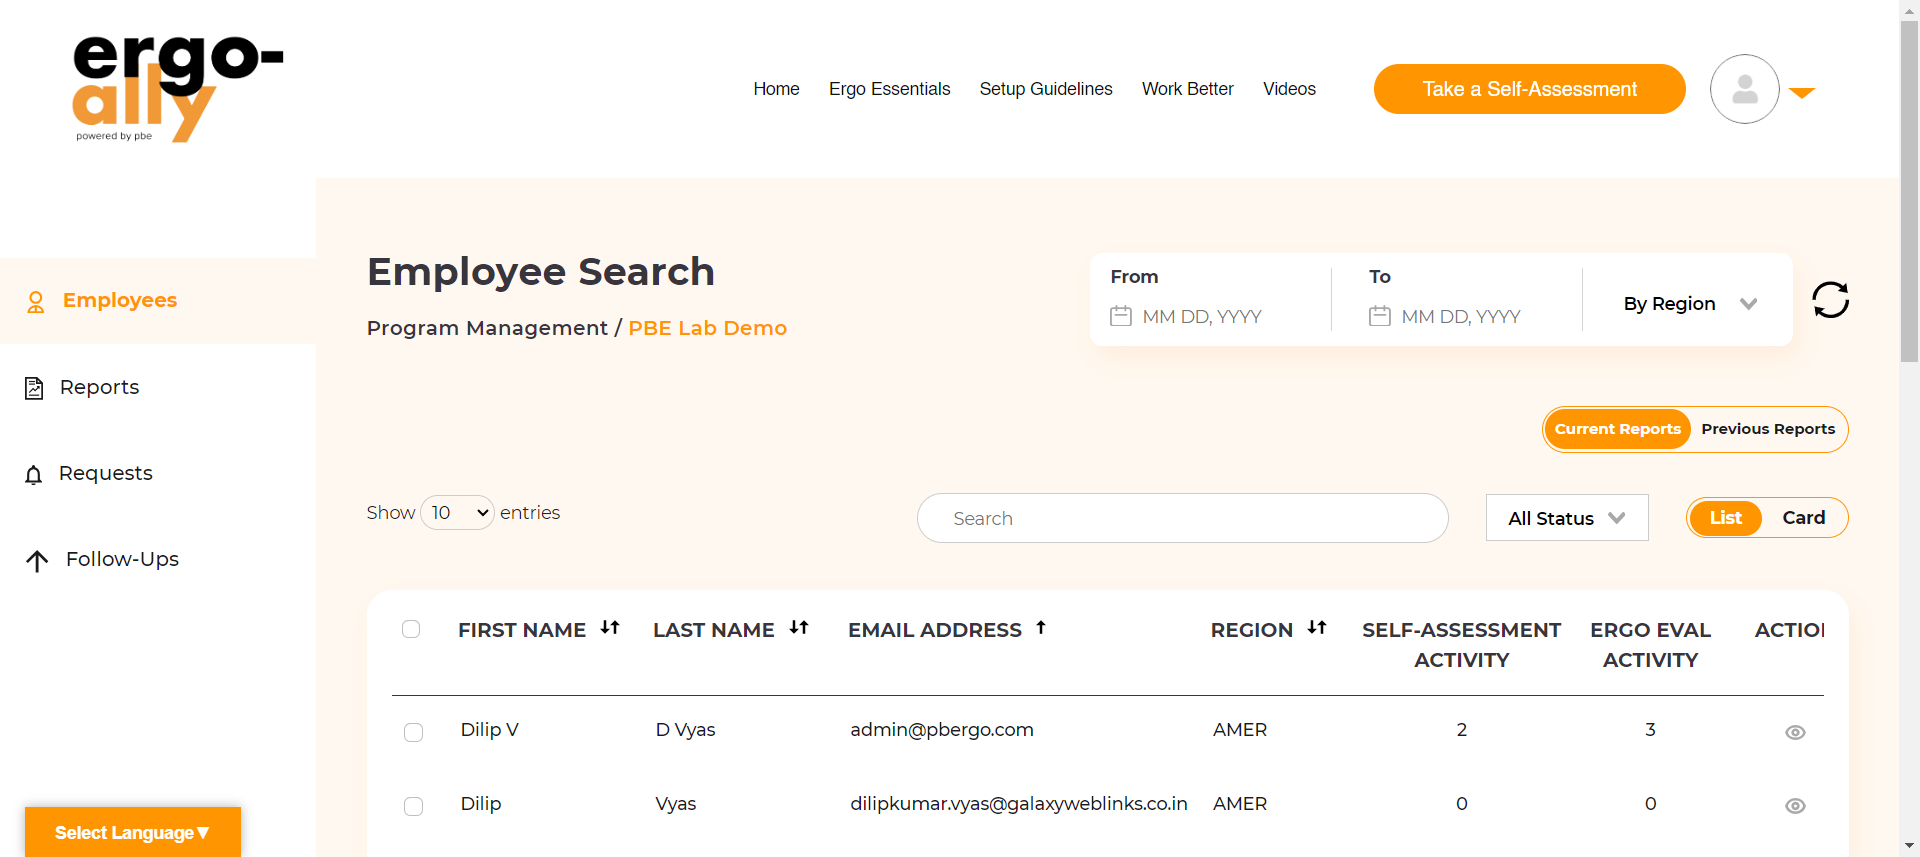 ergo-
ally
powered by pbe
Home Ergo Essentials Setup Guidelines Work Better Videos Take a Self-Assessment
Employees
Reports
Requests
Follow-Ups
Select Language▼
Employee Search
Program Management / PBE Lab Demo
From To
MM DD, YYYY MM DD, YYYY By Region
Current Reports Previous Reports
Show 10 entries Search All Status List Card
FIRST NAME LAST NAME EMAIL ADDRESS REGION SELF-ASSESSMENT ERGO EVAL ACTIO
ACTIVITY ACTIVITY
Dilip V D Vyas admin@pbergo.com AMER 2 3
Dilip Vyas dilipkumar.vyas@galaxyweblinks.co.in AMER 0 0